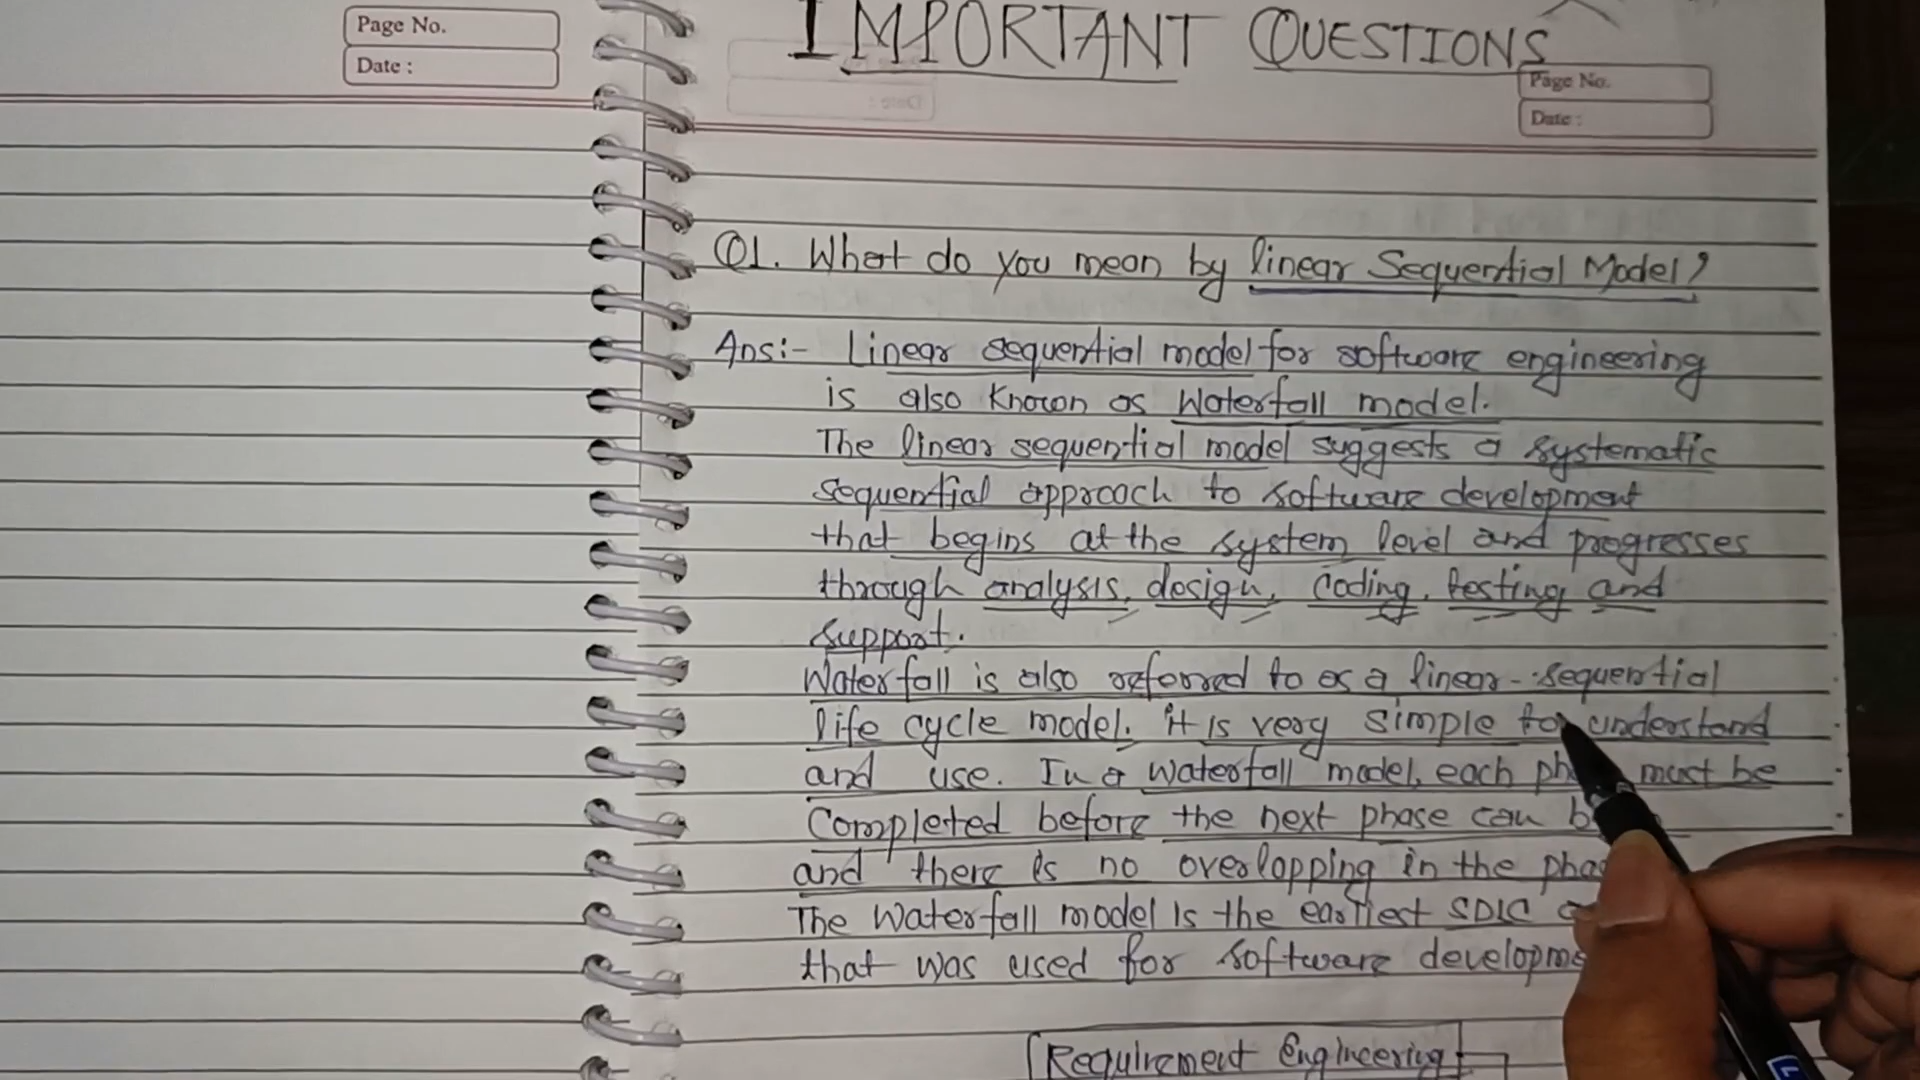 Page No.
Date :
IMPORTANT QUESTIONS
Page No.
Date :
Q1. What do you mean by linear Sequential Model?
Ans:- Linear sequential model for software engineering
is also known as Waterfall model.
The linear sequential model suggests a systematic
sequential approach to software development
that begins at the system level and progresses
through analysis, design, coding, testing and
support.
Waterfall is also referred to as a linear-sequential
life cycle model. it is very simple to understand
and use. In a waterfall model, each must be
Completed before the next phase can
and there is no overlapping in the
The Waterfall model is the earliest SDLC
that was used for software
Requirement Engineering